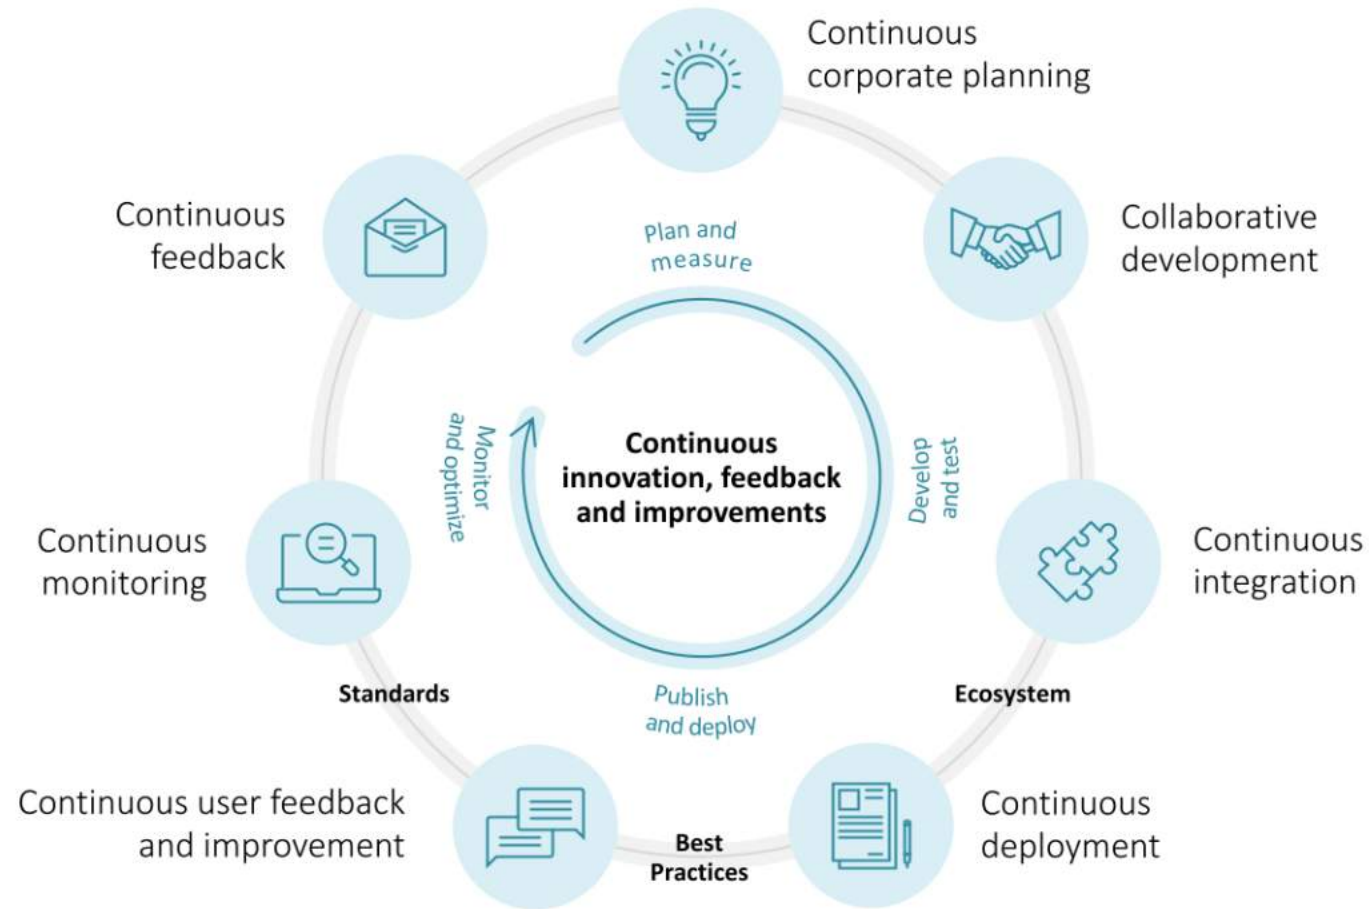 Continuous
corporate planning
Collaborative
development
Continuous
integration
Continuous
deployment
Continuous user feedback
and improvement
Continuous
monitoring
Continuous
feedback
Plan and
measure
Develop
and test
Publish
and deploy
Monitor
and optimize
Continuous
innovation, feedback
and improvements
Ecosystem
Best
Practices
Standards